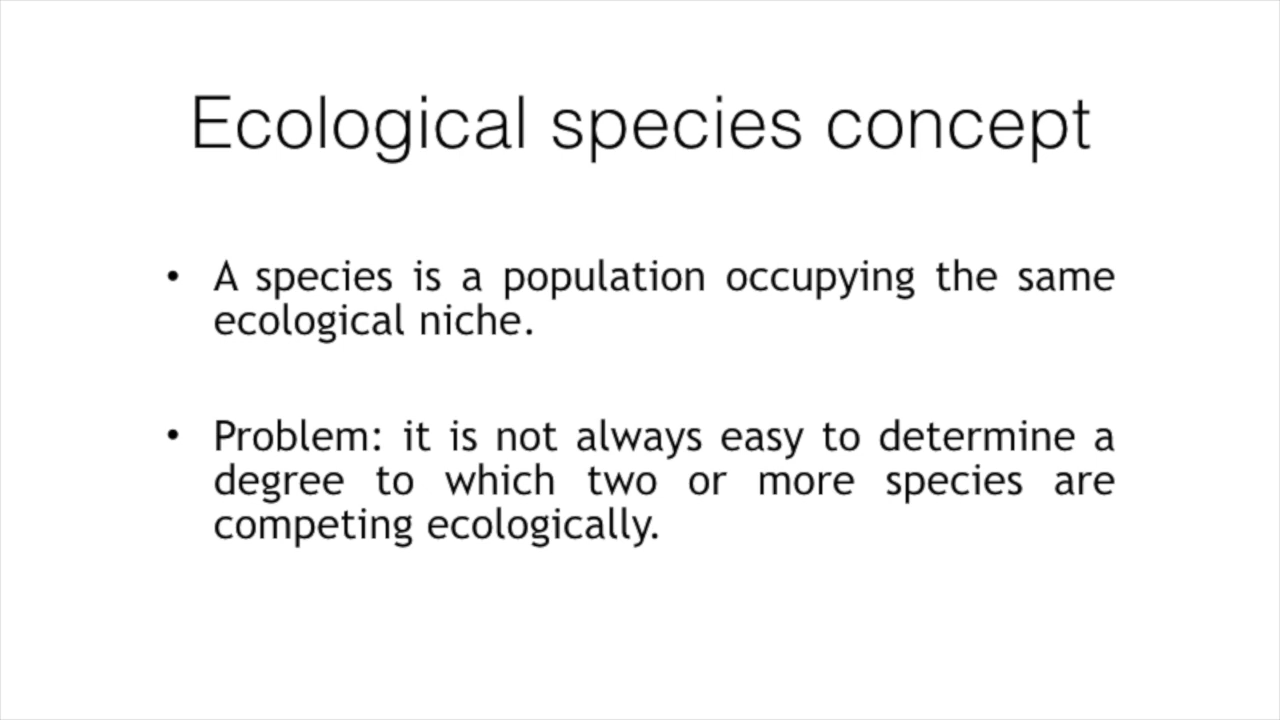 Ecological species concept
• A species is a population occupying the same
ecological niche.
• Problem: it is not always easy to determine a
degree to which two or more species are
competing ecologically.